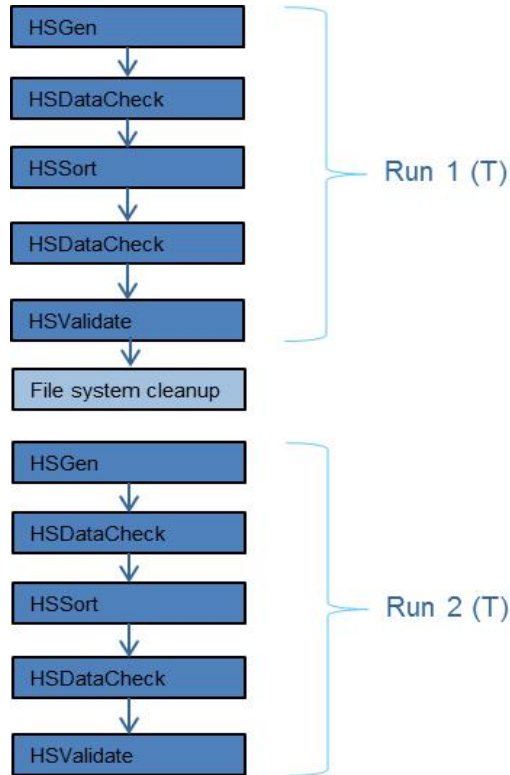 HSGen
HSDataCheck
HSSort
HSDataCheck
HSValidate
Run 1 (T)
File system cleanup
HSGen
HSDataCheck
HSSort
HSDataCheck
HSValidate
Run 2 (T)